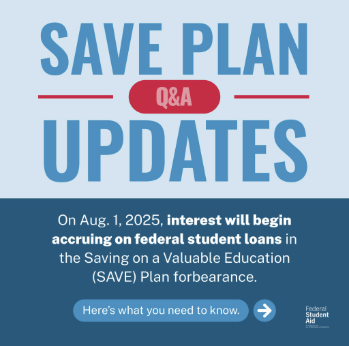 SAVE PLAN
Q&A
UPDATES
On Aug. 1, 2025, interest will begin
accruing on federal student loans in
the Saving on a Valuable Education
(SAVE) Plan forbearance.
Here's what you need to know.
Federal
Student
Aid